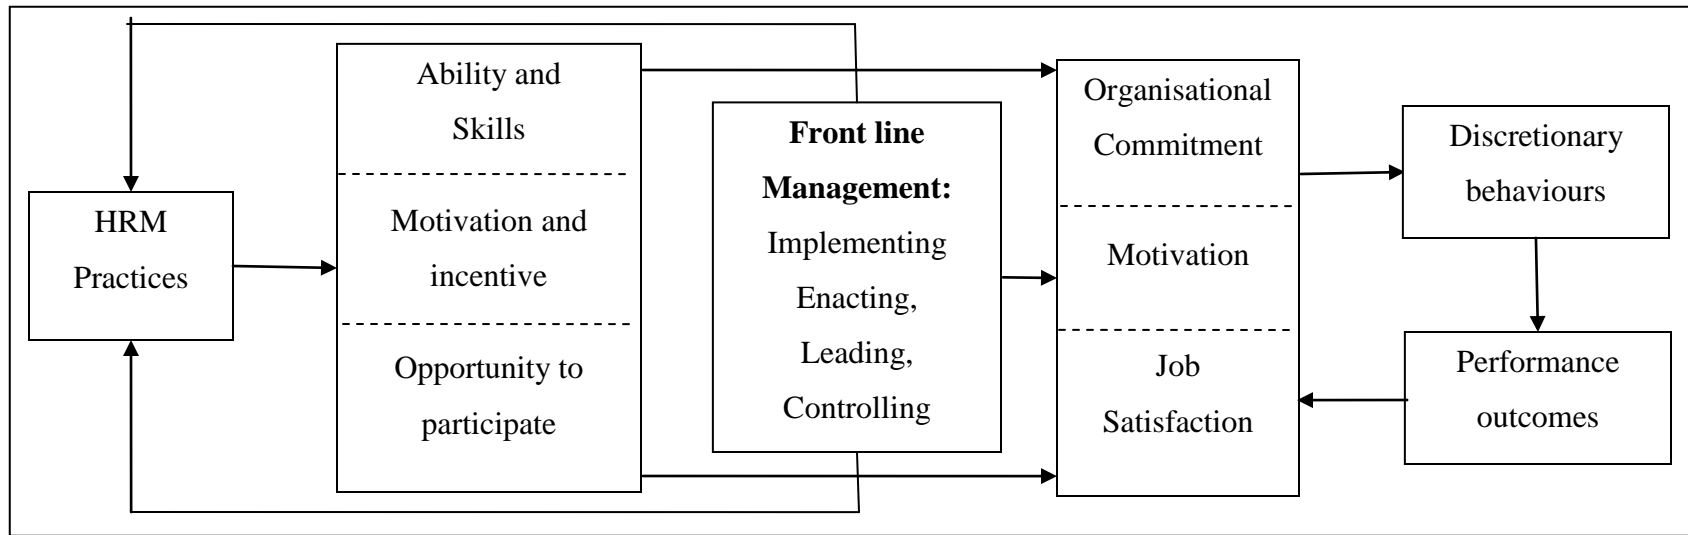 HRM
Practices
Ability and
Skills
Motivation and
incentive
Opportunity to
participate
Front line
Management:
Implementing
Enacting,
Leading,
Controlling
Organisational
Commitment
Motivation
Job
Satisfaction
Discretionary
behaviours
Performance
outcomes